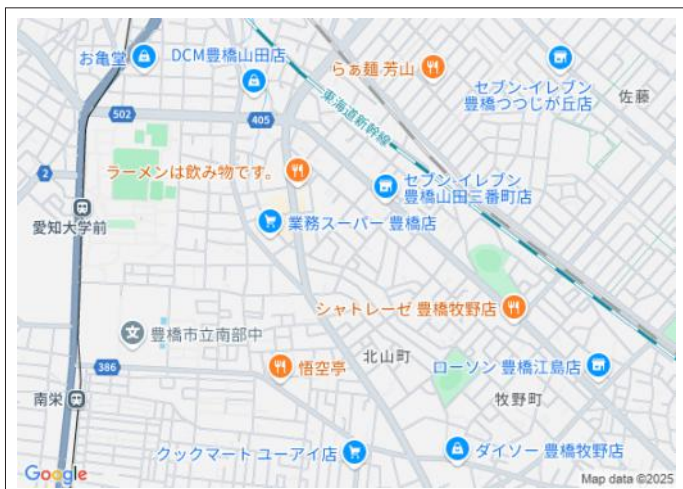 お亀堂
DCM豊橋山田店
らぁ麺 芳山
セブン-イレブン
豊橋つつじが丘店
佐藤
502
405
東海道新幹線
2
ラーメンは飲み物です。
セブン-イレブン
豊橋山田三番町店
愛知大学前
業務スーパー 豊橋店
シャトレーゼ 豊橋牧野店
文
豊橋市立南部中
386
悟空亭
北山町
ローソン 豊橋江島店
南栄
牧野町
クックマート ユーアイ店
ダイソー 豊橋牧野店
Google
Map data ©2025